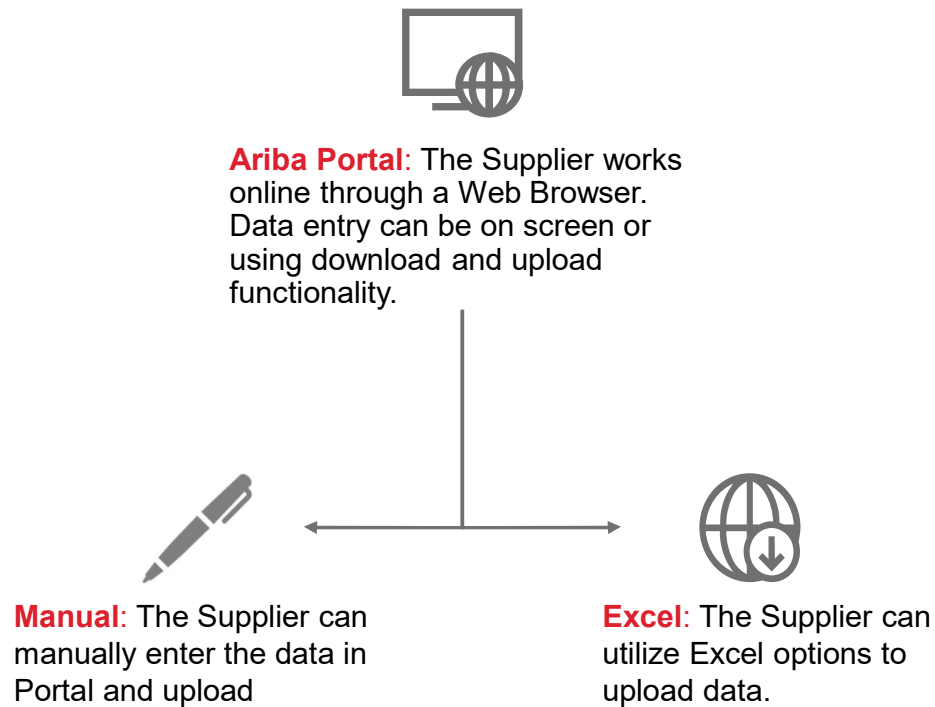 Ariba Portal: The Supplier works
online through a Web Browser.
Data entry can be on screen or
using download and upload
functionality.
Manual: The Supplier can
manually enter the data in
Portal and upload
Excel: The Supplier can
utilize Excel options to
upload data.